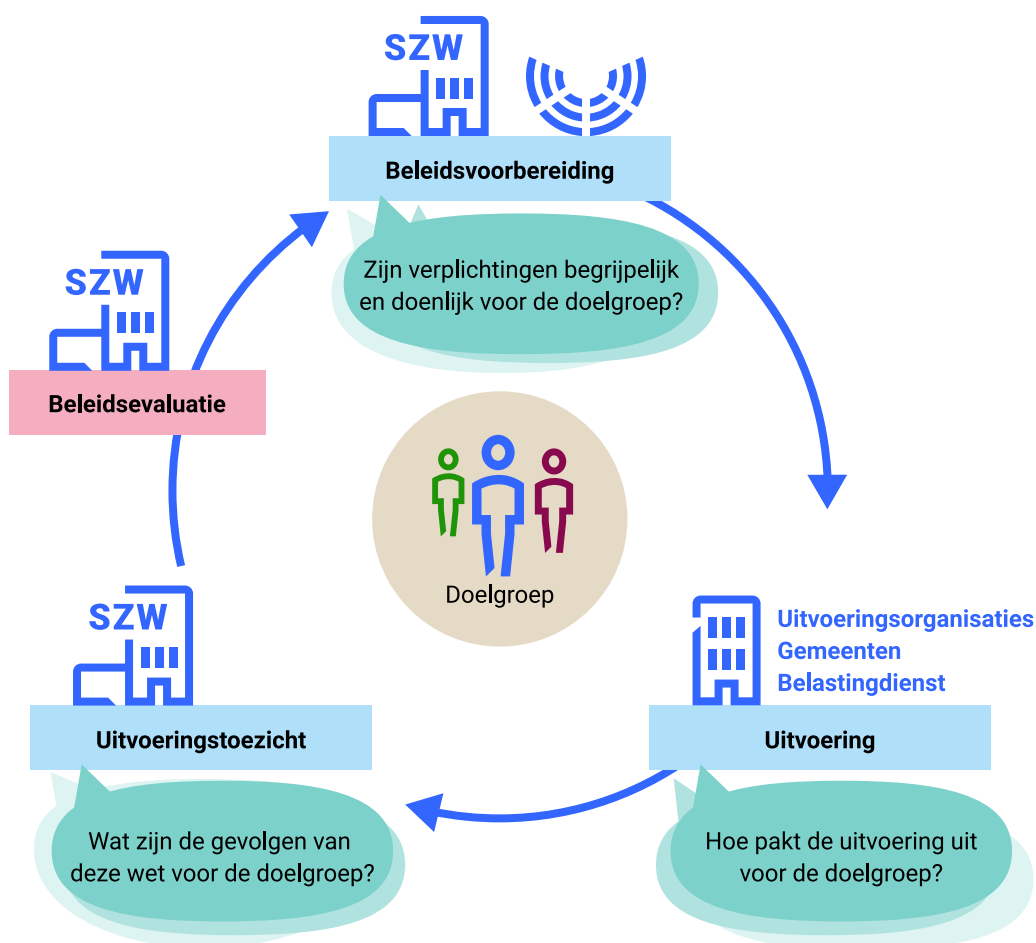 SZW
Beleidsvoorbereiding
Zijn verplichtingen begrijpelijk
en doenlijk voor de doelgroep?
SZW
Beleidsevaluatie
Doelgroep
SZW
Uitvoeringstoezicht
Wat zijn de gevolgen van
deze wet voor de doelgroep?
Uitvoeringsorganisaties
Gemeenten
Belastingdienst
Uitvoering
Hoe pakt de uitvoering uit
voor de doelgroep?